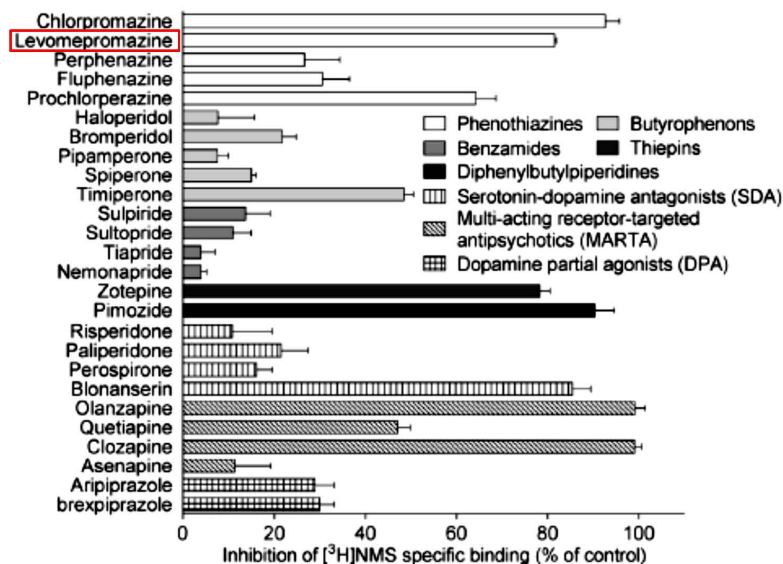 Chlorpromazine
Levomepromazine
Perphenazine
Fluphenazine
Prochlorperazine
Haloperidol
Bromperidol
Pipamperone
Spiperone
Timiperone
Sulpiride
Sultopride
Tiapride
Nemonapride
Zotepine
Pimozide
Risperidone
Paliperidone
Perospirone
Blonanserin
Olanzapine
Quetiapine
Clozapine
Asenapine
Aripiprazole
brexpiprazole
Phenothiazines
Butyrophenons
Benzamides
Thiepins
Diphenylbutylpiperidines
Serotonin-dopamine antagonists (SDA)
Multi-acting receptor-targeted
antipsychotics (MARTA)
Dopamine partial agonists (DPA)
0 20 40 60 80 100
Inhibition of [³H]NMS specific binding (% of control)